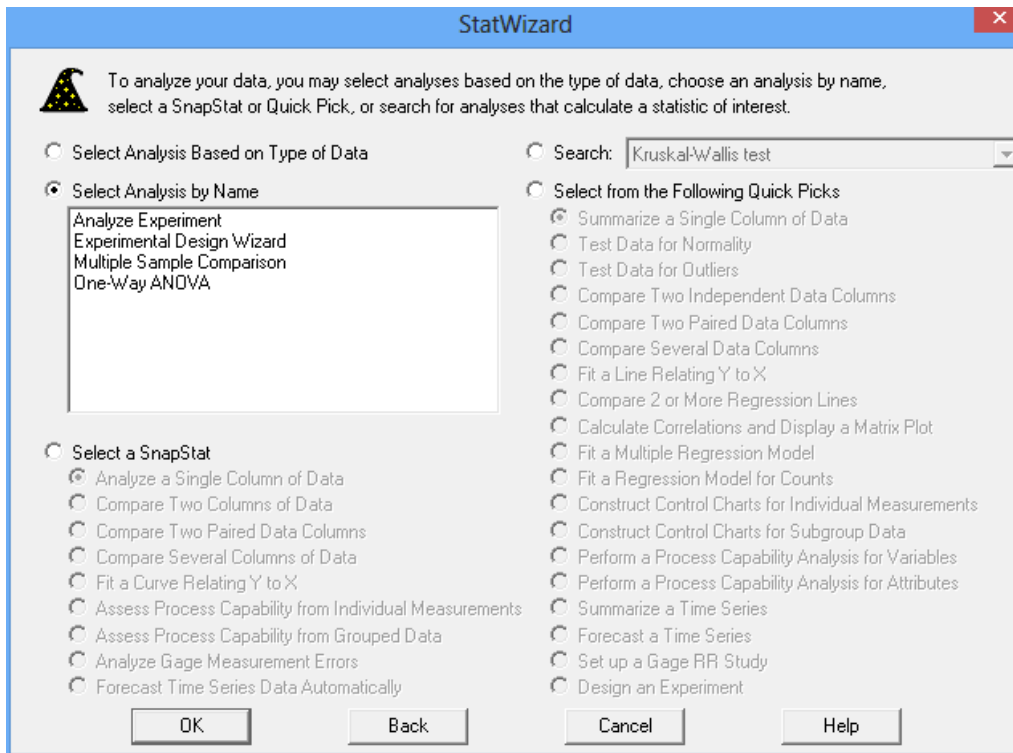 StatWizard
To analyze your data, you may select analyses based on the type of data, choose an analysis by name,
select a SnapStat or Quick Pick, or search for analyses that calculate a statistic of interest.
Select Analysis Based on Type of Data
Select Analysis by Name
Analyze Experiment
Experimental Design Wizard
Multiple Sample Comparison
One-Way ANOVA
Select a SnapStat
Analyze a Single Column of Data
Compare Two Columns of Data
Compare Two Paired Data Columns
Compare Several Columns of Data
Fit a Curve Relating Y to X
Assess Process Capability from Individual Measurements
Assess Process Capability from Grouped Data
Analyze Gage Measurement Errors
Forecast Time Series Data Automatically
Search: Kruskal-Wallis test
Select from the Following Quick Picks
Summarize a Single Column of Data
Test Data for Normality
Test Data for Outliers
Compare Two Independent Data Columns
Compare Two Paired Data Columns
Compare Several Data Columns
Fit a Line Relating Y to X
Compare 2 or More Regression Lines
Calculate Correlations and Display a Matrix Plot
Fit a Multiple Regression Model
Fit a Regression Model for Counts
Construct Control Charts for Individual Measurements
Construct Control Charts for Subgroup Data
Perform a Process Capability Analysis for Variables
Perform a Process Capability Analysis for Attributes
Summarize a Time Series
Forecast a Time Series
Set up a Gage RR Study
Design an Experiment
OK Back Cancel Help